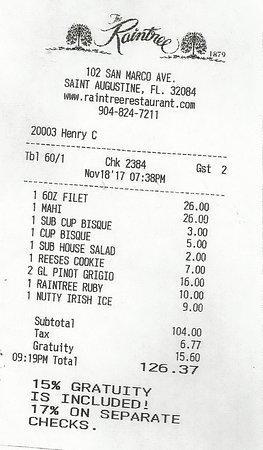 The
Raintree
1879
102 SAN MARCO AVE.
SAINT AUGUSTINE, FL. 32084
www.raintreerestaurant.com
904-824-7211
20003 Henry C
Tbl 60/1 Chk 2384 Gst 2
Nov18'17 07:38PM
1 6OZ FILET 26.00
1 MAHI 26.00
1 SUB CUP BISQUE 3.00
1 CUP BISQUE 5.00
1 SUB HOUSE SALAD 2.00
1 REESES COOKIE 7.00
2 GL PINOT GRIGIO 16.00
1 RAINTREE RUBY 10.00
1 NUTTY IRISH ICE 9.00
Subtotal 104.00
Tax 6.77
Gratuity 15.60
09:19PM Total 126.37
15% GRATUITY
IS INCLUDED!
17% ON SEPARATE
CHECKS.